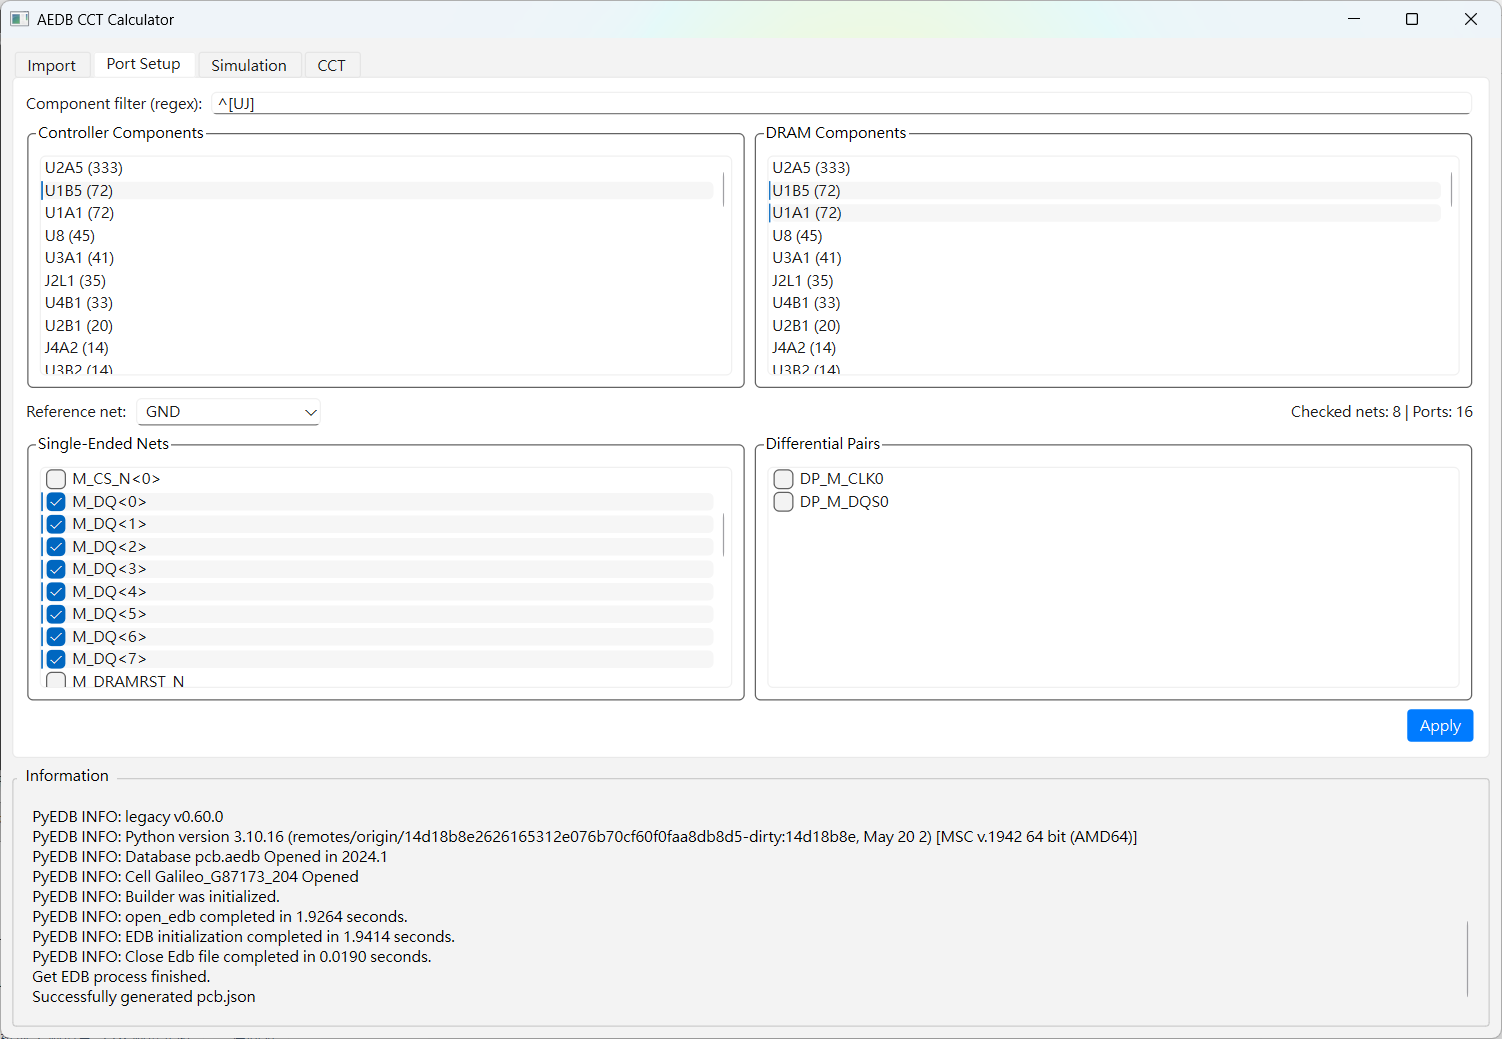 AEDB CCT Calculator
Import Port Setup Simulation CCT
Component filter (regex): ^[UJ]
Controller Components
U2A5 (333)
U1B5 (72)
U1A1 (72)
U8 (45)
U3A1 (41)
J2L1 (35)
U4B1 (33)
U2B1 (20)
J4A2 (14)
U3B2 (14)
DRAM Components
U2A5 (333)
U1B5 (72)
U1A1 (72)
U8 (45)
U3A1 (41)
J2L1 (35)
U4B1 (33)
U2B1 (20)
J4A2 (14)
U3B2 (14)
Reference net: GND
Checked nets: 8 | Ports: 16
Single-Ended Nets
M_CS_N<0>
M_DQ<0>
M_DQ<1>
M_DQ<2>
M_DQ<3>
M_DQ<4>
M_DQ<5>
M_DQ<6>
M_DQ<7>
M_DRAMRST_N
Differential Pairs
DP_M_CLK0
DP_M_DQS0
Apply
Information
PyEDB INFO: legacy v0.60.0
PyEDB INFO: Python version 3.10.16 (remotes/origin/14d18b8e2626165312e076b70cf60f0faa8db8d5-dirty:14d18b8e, May 20 2) [MSC v.1942 64 bit (AMD64)]
PyEDB INFO: Database pcb.aedb Opened in 2024.1
PyEDB INFO: Cell Galileo_G87173_204 Opened
PyEDB INFO: Builder was initialized.
PyEDB INFO: open_edb completed in 1.9264 seconds.
PyEDB INFO: EDB initialization completed in 1.9414 seconds.
PyEDB INFO: Close Edb file completed in 0.0190 seconds.
Get EDB process finished.
Successfully generated pcb.json